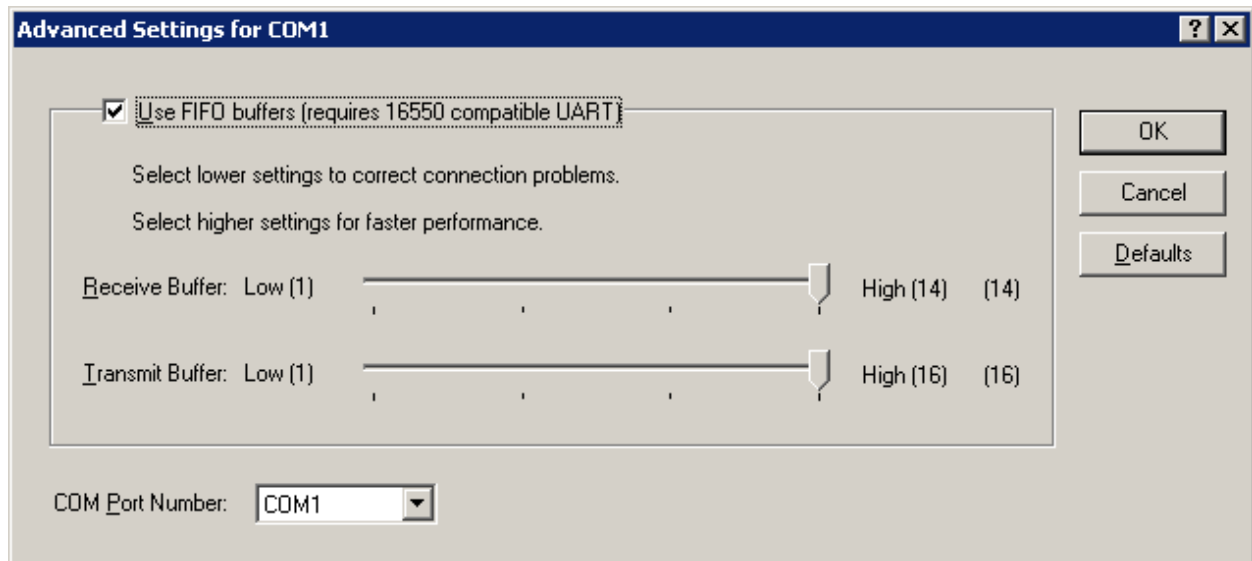 Advanced Settings for COM1
Use FIFO buffers (requires 16550 compatible UART)
OK
Select lower settings to correct connection problems.
Cancel
Select higher settings for faster performance.
Defaults
Receive Buffer: Low (1) High (14) (14)
Transmit Buffer: Low (1) High (16) (16)
COM Port Number: COM1